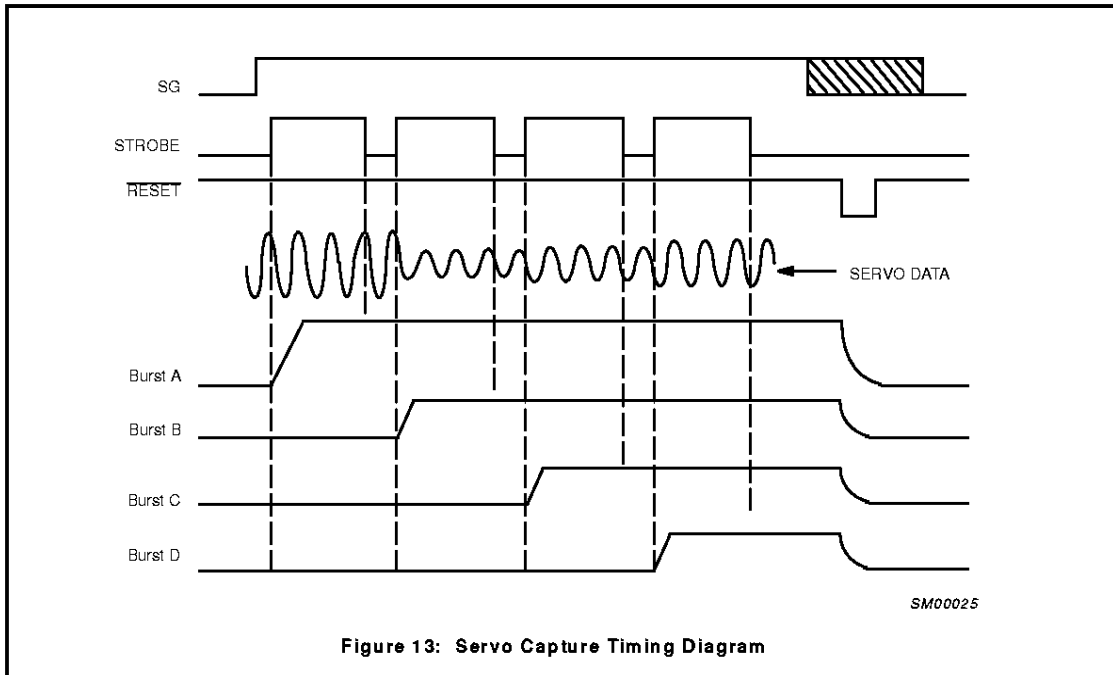 SG
STROBE
RESET
SERVO DATA
Burst A
Burst B
Burst C
Burst D
SM00025
Figure 13: Servo Capture Timing Diagram